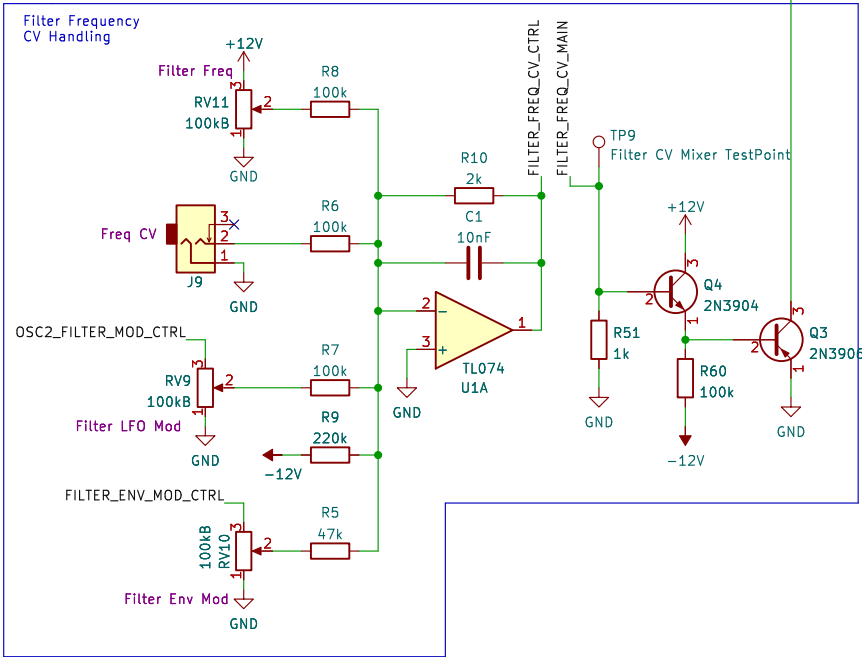 Filter Frequency
CV Handling
+12V
Filter Freq
3
RV11
100kB
2
1
GND
R8
100k
Freq CV
3
2
1
J9
GND
R6
100k
OSC2_FILTER_MOD_CTRL
3
RV9
100kB
2
1
Filter LFO Mod
GND
R7
100k
R9
220k
-12V
FILTER_ENV_MOD_CTRL
3
100kB
RV10
2
1
Filter Env Mod
GND
R5
47k
R10
2k
C1
10nF
2
-
3
+
1
TL074
U1A
GND
FILTER_FREQ_CV_CTRL
FILTER_FREQ_CV_MAIN
TP9
Filter CV Mixer TestPoint
+12V
3
Q4
2N3904
2
1
R51
1k
GND
R60
100k
-12V
3
Q3
2N3906
2
1
GND